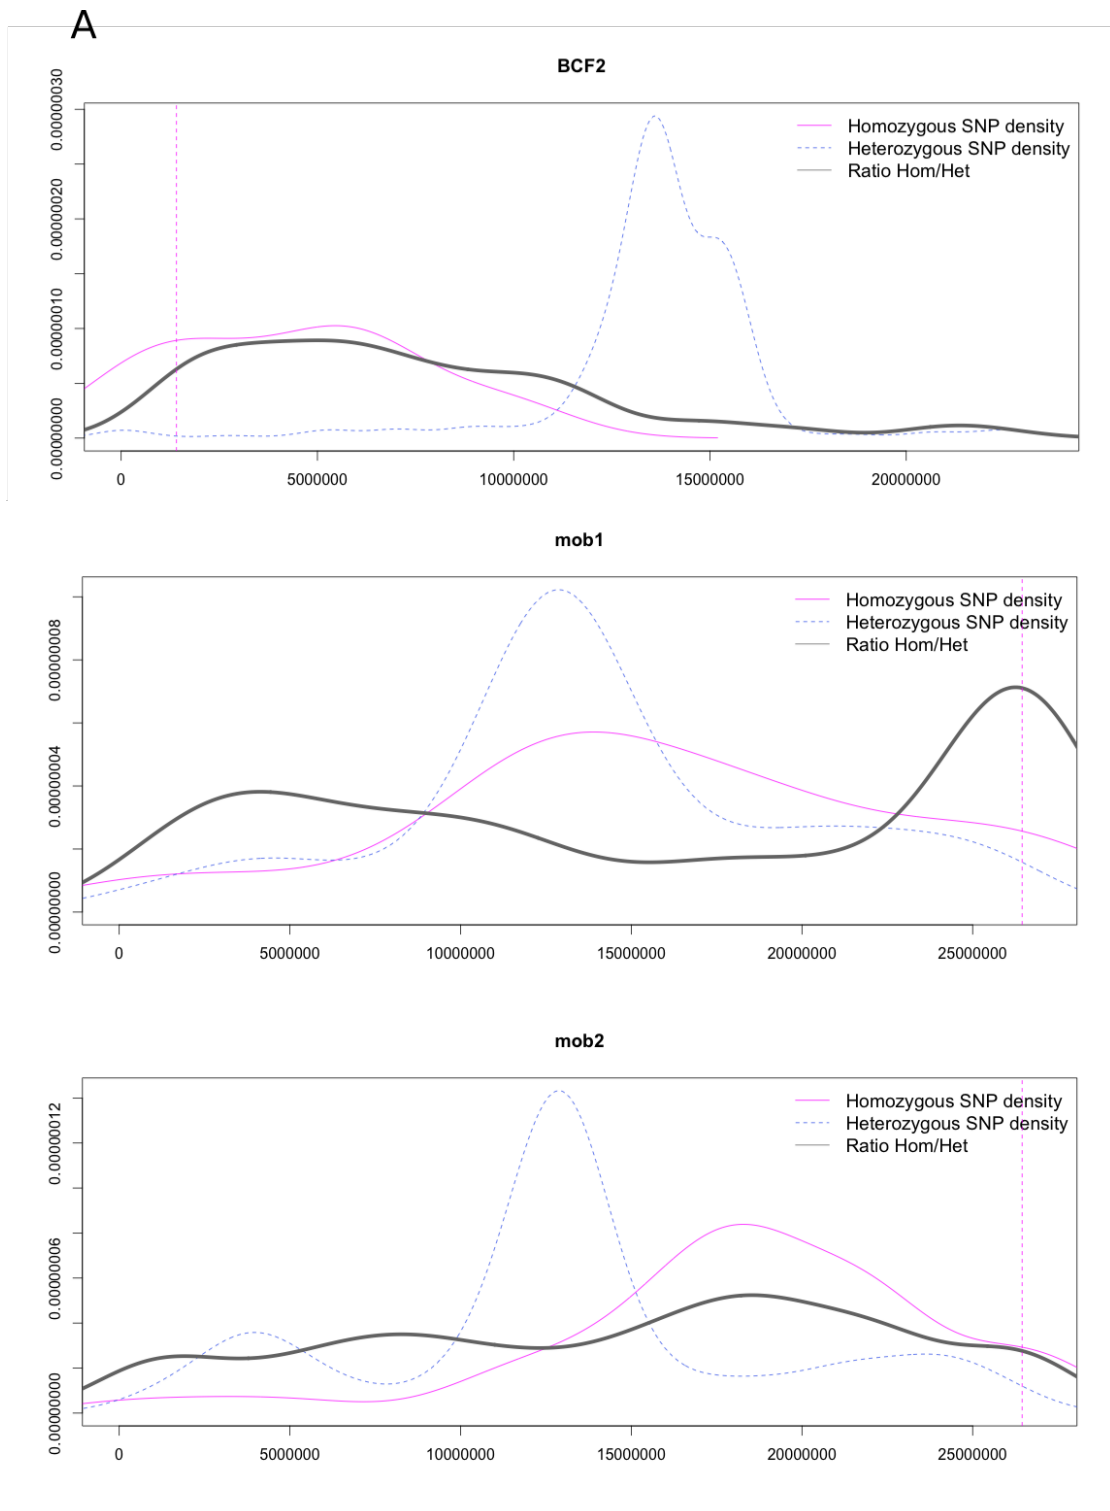 A
BCF2
0.00000030
0.00000020
0.00000010
0.00000000
Homozygous SNP density
Heterozygous SNP density
Ratio Hom/Het
0 5000000 10000000 15000000 20000000
mob1
0.00000008
0.00000004
0.00000000
Homozygous SNP density
Heterozygous SNP density
Ratio Hom/Het
0 5000000 10000000 15000000 20000000 25000000
mob2
0.00000012
0.00000006
0.00000000
Homozygous SNP density
Heterozygous SNP density
Ratio Hom/Het
0 5000000 10000000 15000000 20000000 25000000